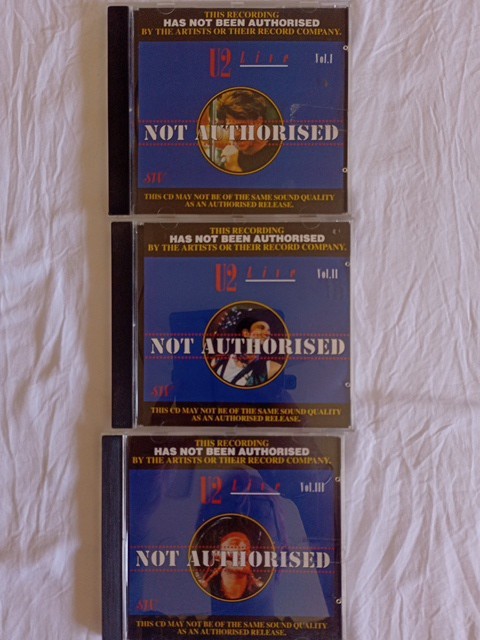 THIS RECORDING
HAS NOT BEEN AUTHORISED
BY THE ARTISTS OR THEIR RECORD COMPANY.
U2 Live Vol.I
NOT AUTHORISED
THIS CD MAY NOT BE OF THE SAME SOUND QUALITY
AS AN AUTHORISED RELEASE.
THIS RECORDING
HAS NOT BEEN AUTHORISED
BY THE ARTISTS OR THEIR RECORD COMPANY.
U2 Live Vol.II
NOT AUTHORISED
THIS CD MAY NOT BE OF THE SAME SOUND QUALITY
AS AN AUTHORISED RELEASE.
THIS RECORDING
HAS NOT BEEN AUTHORISED
BY THE ARTISTS OR THEIR RECORD COMPANY.
U2 Live Vol.III
NOT AUTHORISED
THIS CD MAY NOT BE OF THE SAME SOUND QUALITY
AS AN AUTHORISED RELEASE.